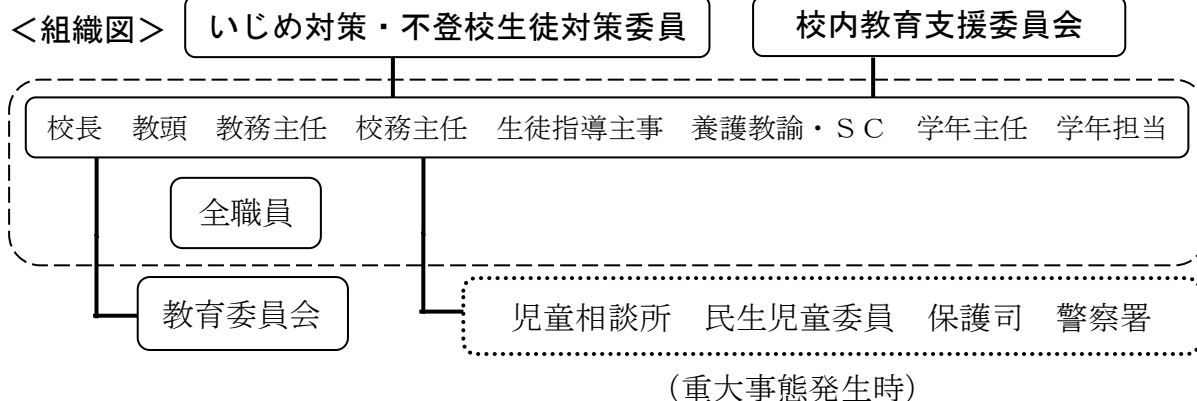 ＜組織図＞ いじめ対策・不登校生徒対策委員 校内教育支援委員会
校長 教頭 教務主任 校務主任 生徒指導主事 養護教諭・ＳＣ 学年主任 学年担当
全職員
教育委員会 児童相談所 民生児童委員 保護司 警察署
（重大事態発生時）